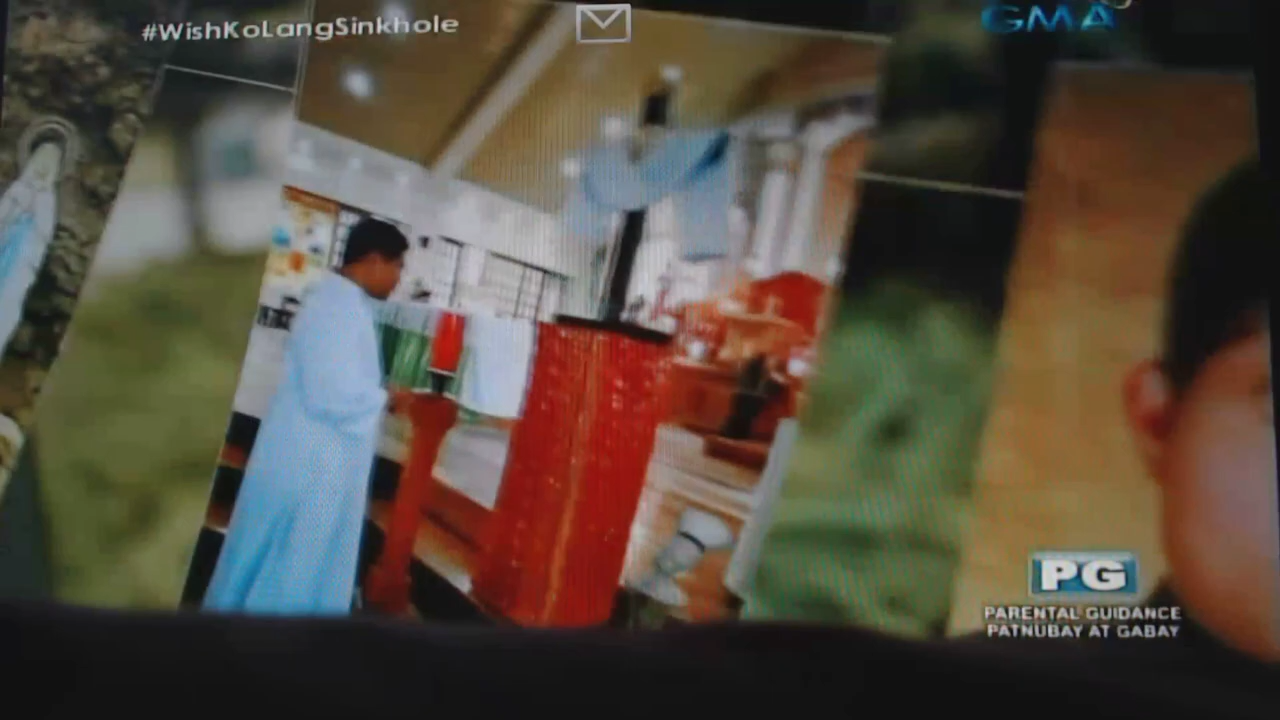 #WishKoLangSinkhole
GMA
PG
PARENTAL GUIDANCE
PATNUBAY AT GABAY